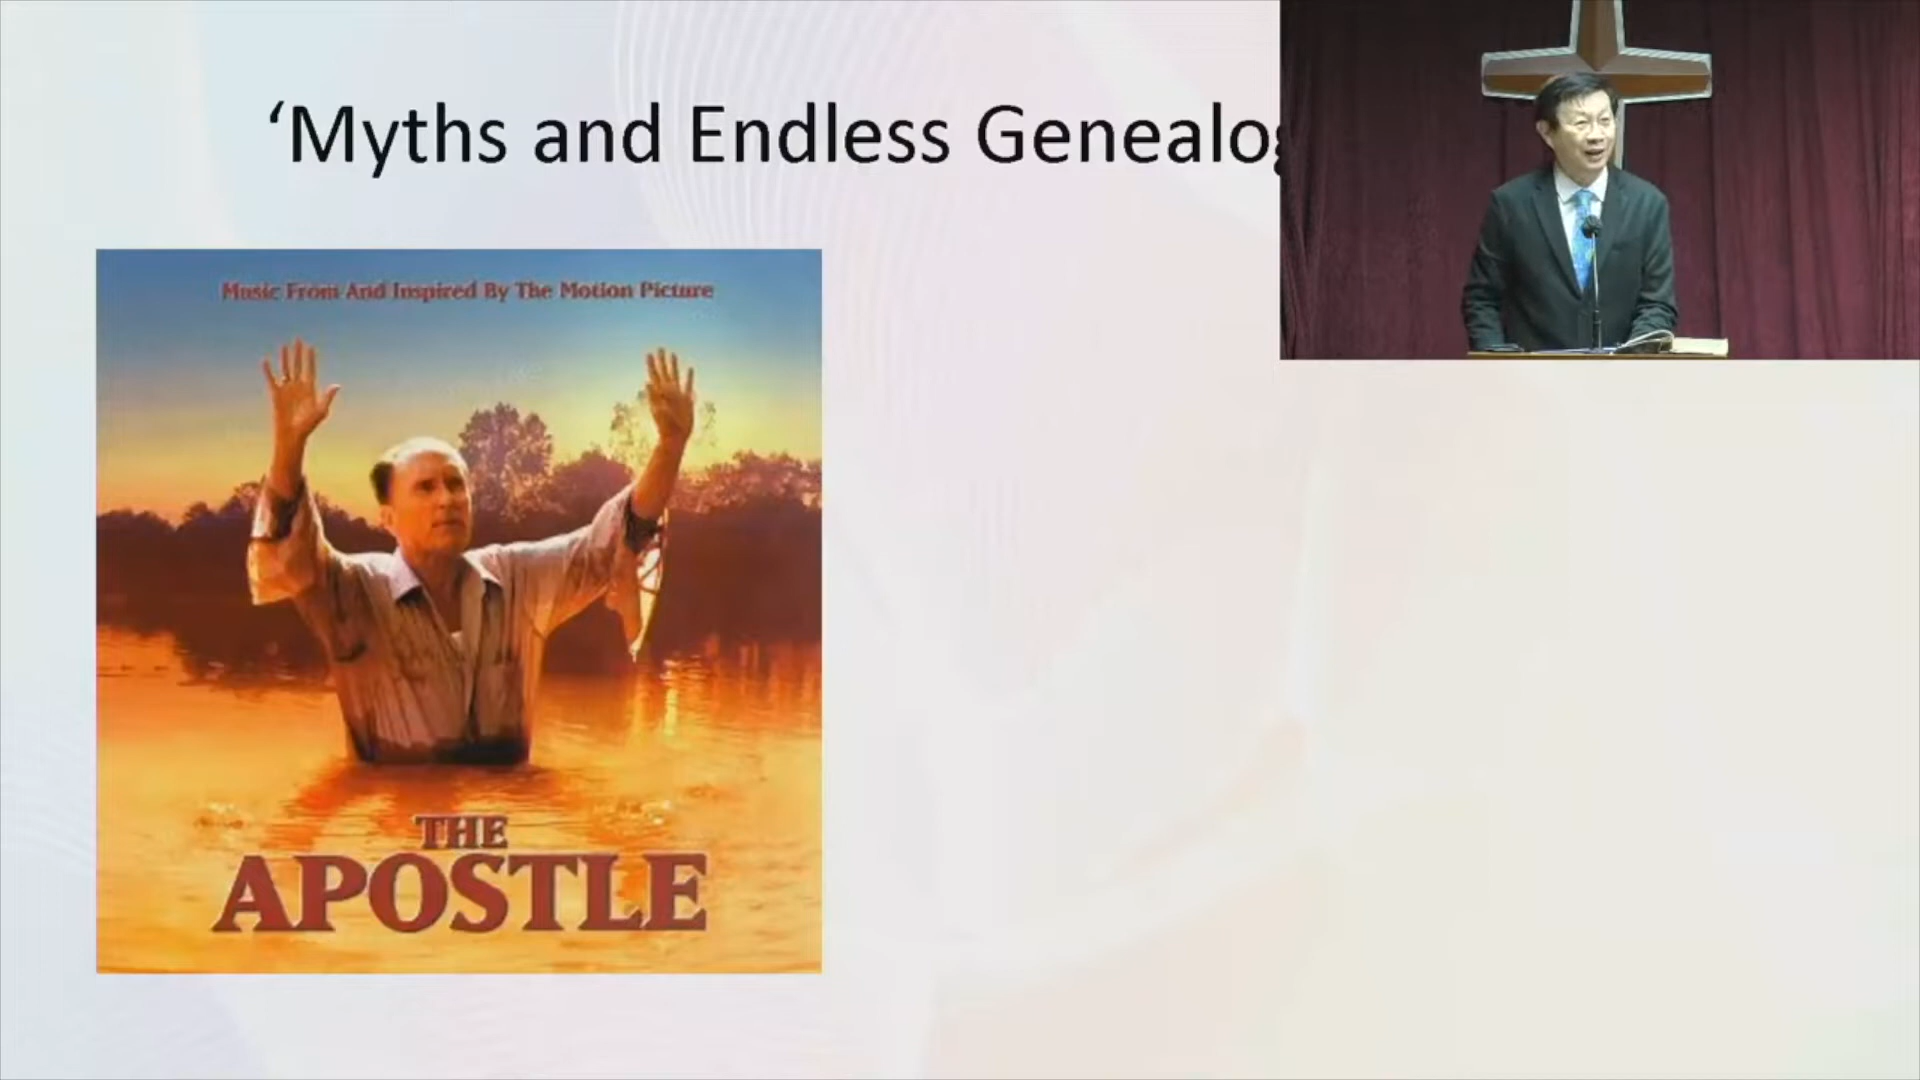 ‘Myths and Endless Genealog
Music From And Inspired By The Motion Picture
THE
APOSTLE